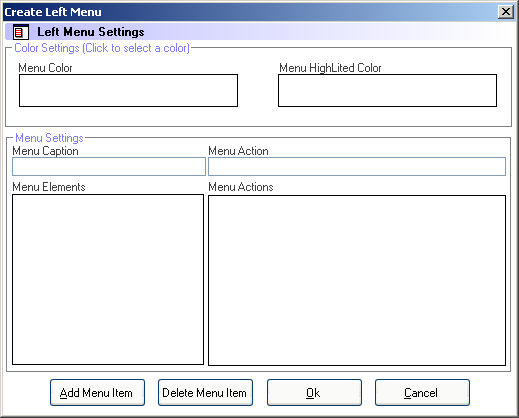 Create Left Menu
Left Menu Settings
Color Settings (Click to select a color)
Menu Color Menu HighLited Color
Menu Settings
Menu Caption Menu Action
Menu Elements Menu Actions
Add Menu Item Delete Menu Item Ok Cancel